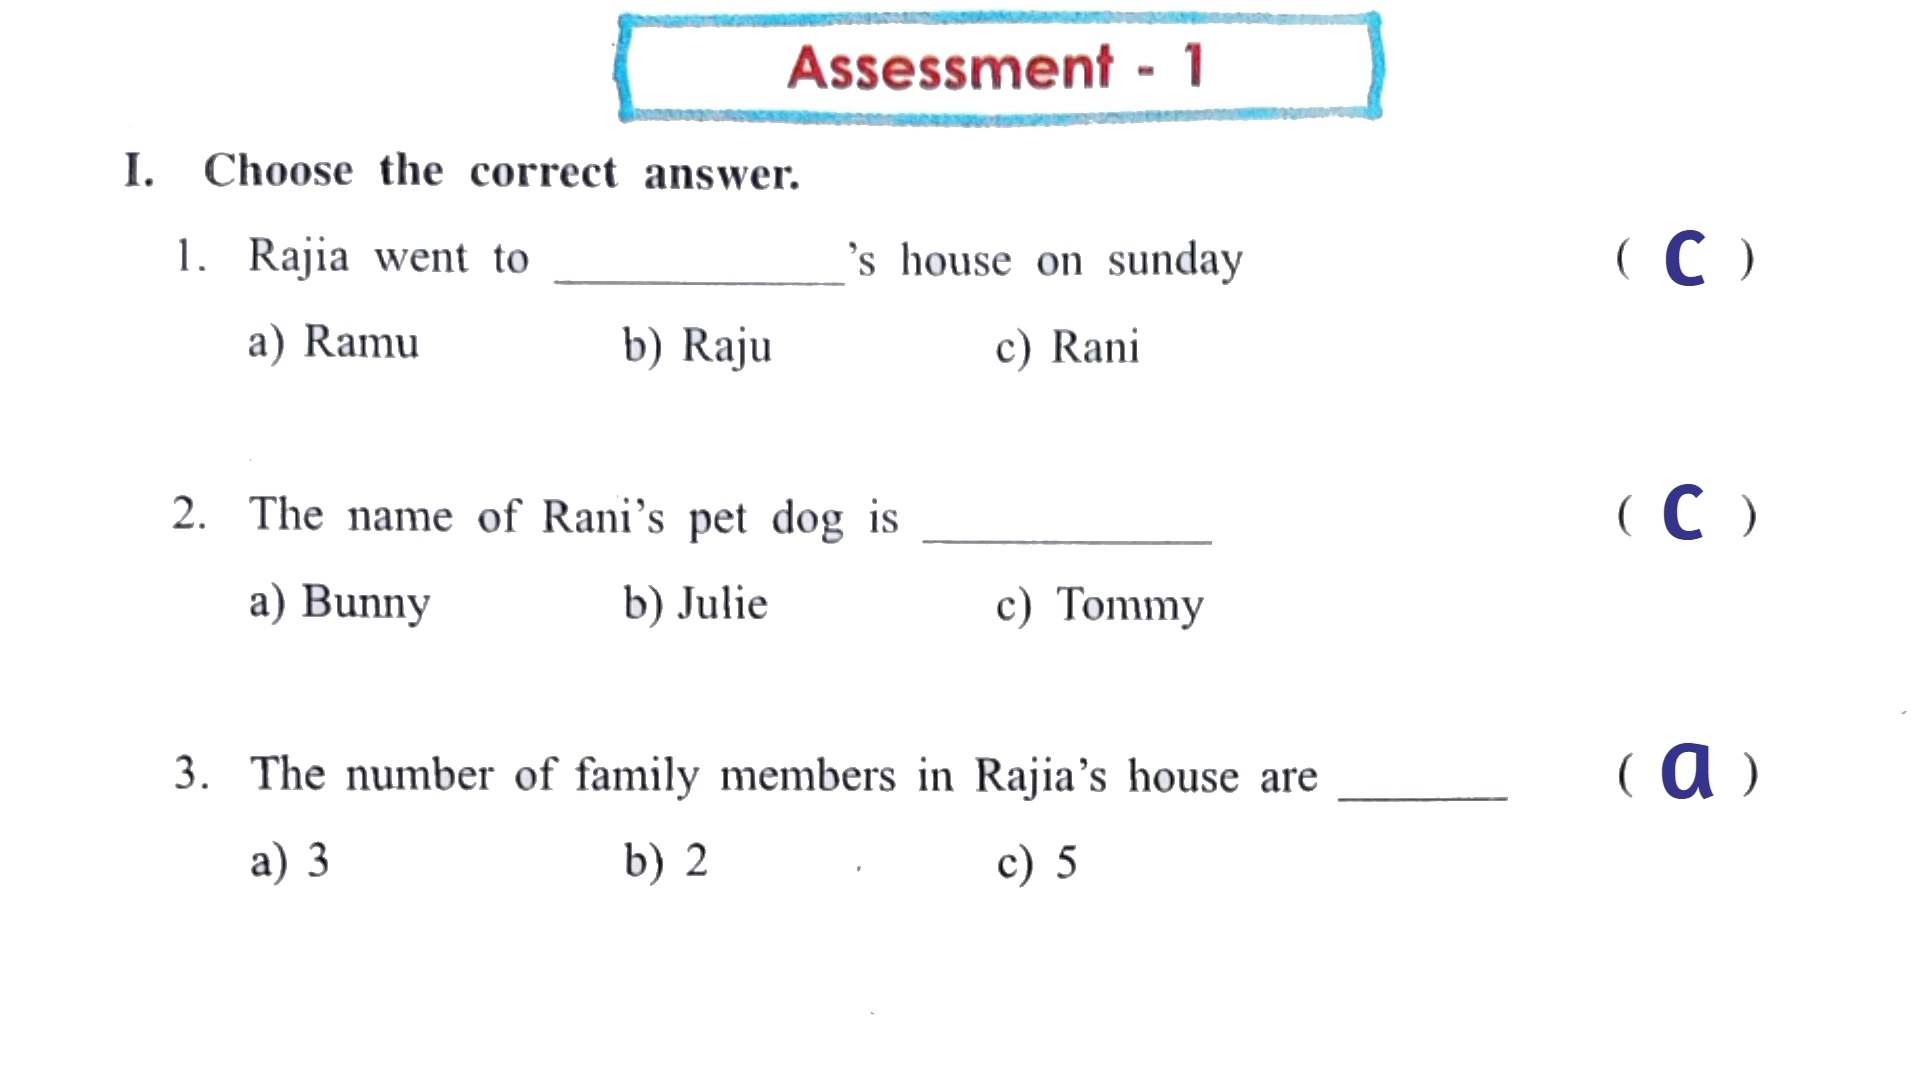 Assessment - 1
I. Choose the correct answer.
1. Rajia went to ____________'s house on sunday ( C )
a) Ramu b) Raju c) Rani
2. The name of Rani's pet dog is ____________ ( C )
a) Bunny b) Julie c) Tommy
3. The number of family members in Rajia's house are _______ ( a )
a) 3 b) 2 c) 5